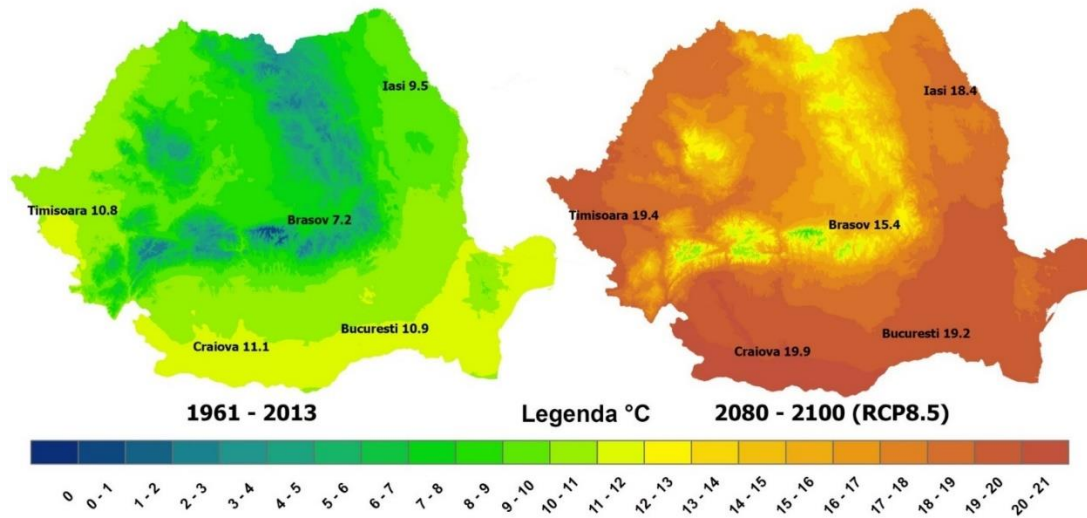 Iasi 9.5
Timisoara 10.8
Brasov 7.2
Bucuresti 10.9
Craiova 11.1
Iasi 18.4
Timisoara 19.4
Brasov 15.4
Bucuresti 19.2
Craiova 19.9
1961 - 2013
Legenda °C
2080 - 2100 (RCP8.5)
0
0 - 1
1 - 2
2 - 3
3 - 4
4 - 5
5 - 6
6 - 7
7 - 8
8 - 9
9 - 10
10 - 11
11 - 12
12 - 13
13 - 14
14 - 15
15 - 16
16 - 17
17 - 18
18 - 19
19 - 20
20 - 21